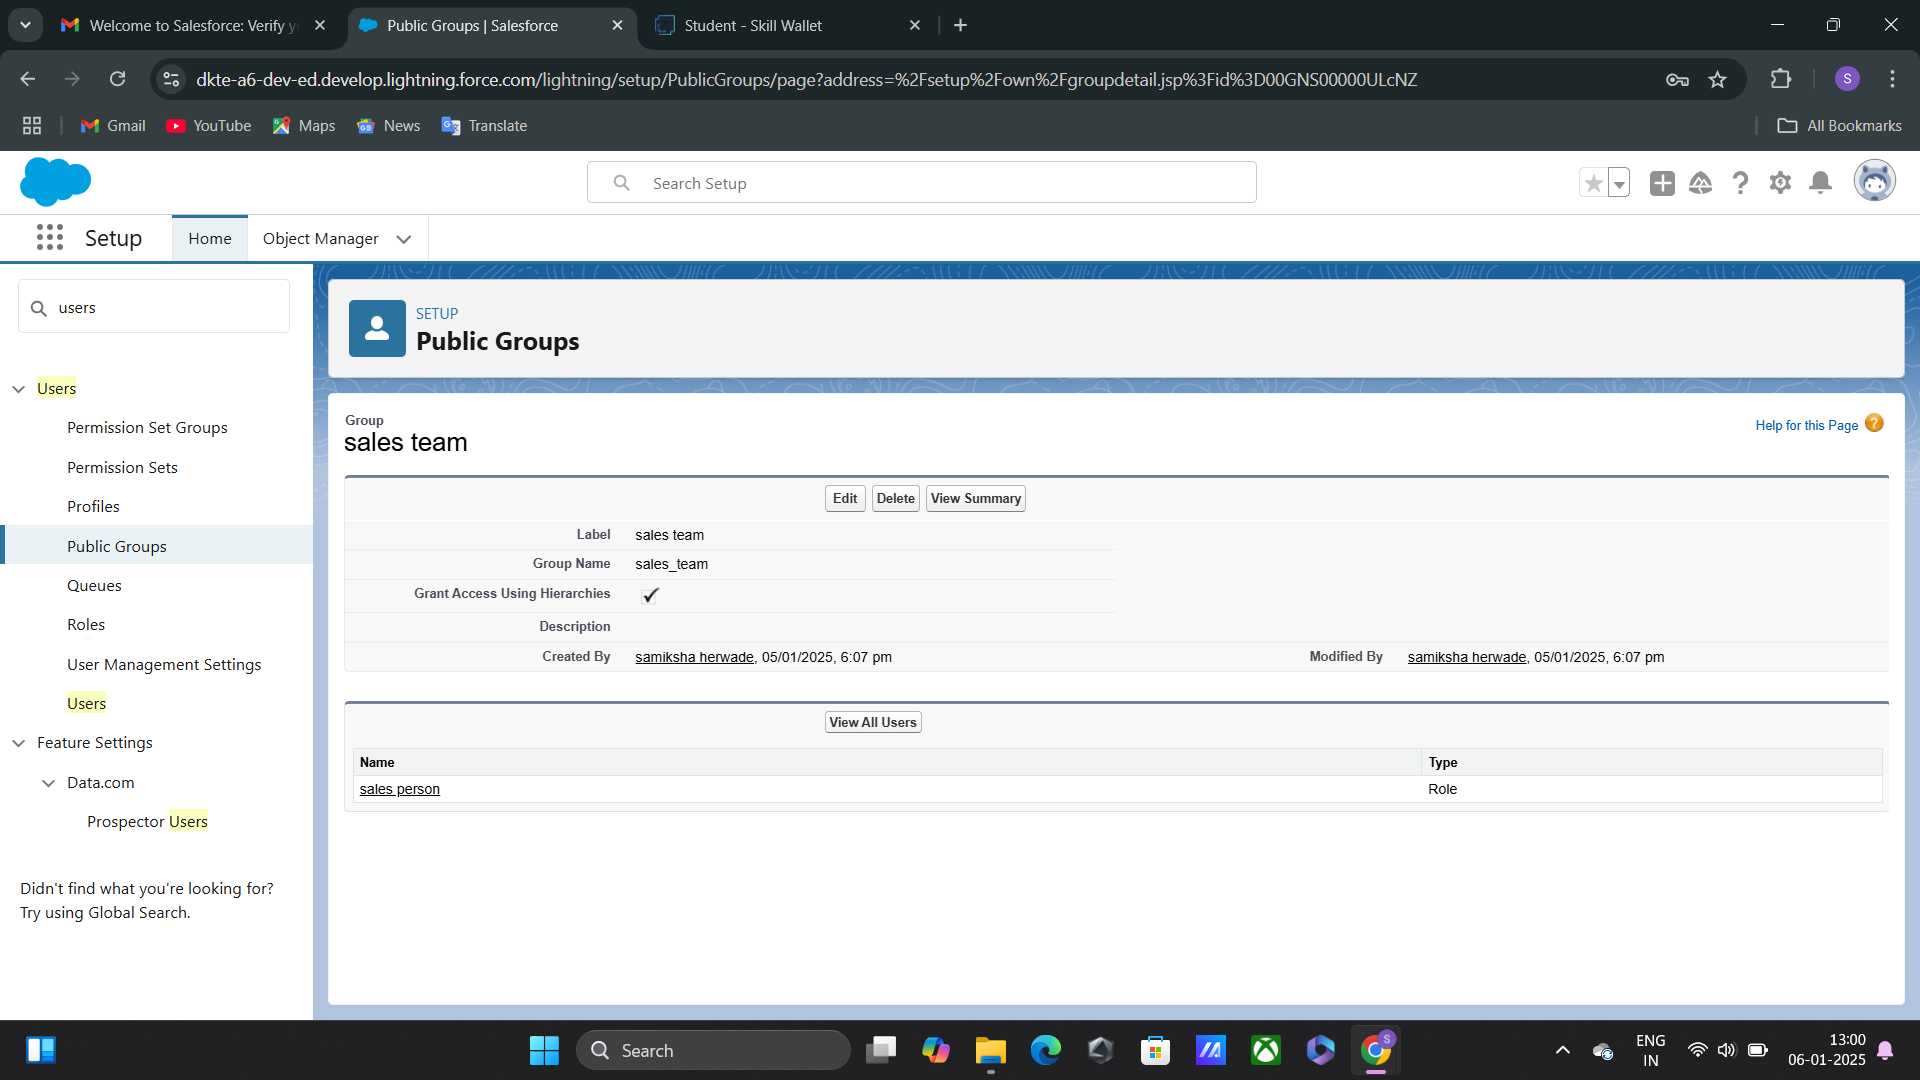 Welcome to Salesforce: Verify y
Public Groups | Salesforce
Student - Skill Wallet
dkte-a6-dev-ed.develop.lightning.force.com/lightning/setup/PublicGroups/page?address=%2Fsetup%2Fown%2Fgroupdetail.jsp%3Fid%3D00GNS00000ULcNZ
S
Gmail
YouTube
Maps
News
Translate
All Bookmarks
Search Setup
Setup
Home
Object Manager
users
Users
Permission Set Groups
Permission Sets
Profiles
Public Groups
Queues
Roles
User Management Settings
Users
Feature Settings
Data.com
Prospector Users
Didn't find what you're looking for?
Try using Global Search.
SETUP
Public Groups
Group
sales team
Help for this Page
Edit Delete View Summary
Label sales team
Group Name sales_team
Grant Access Using Hierarchies
Description
Created By samiksha herwade, 05/01/2025, 6:07 pm
Modified By samiksha herwade, 05/01/2025, 6:07 pm
View All Users
Name Type
sales person Role
Search
S
ENG
IN
13:00
06-01-2025